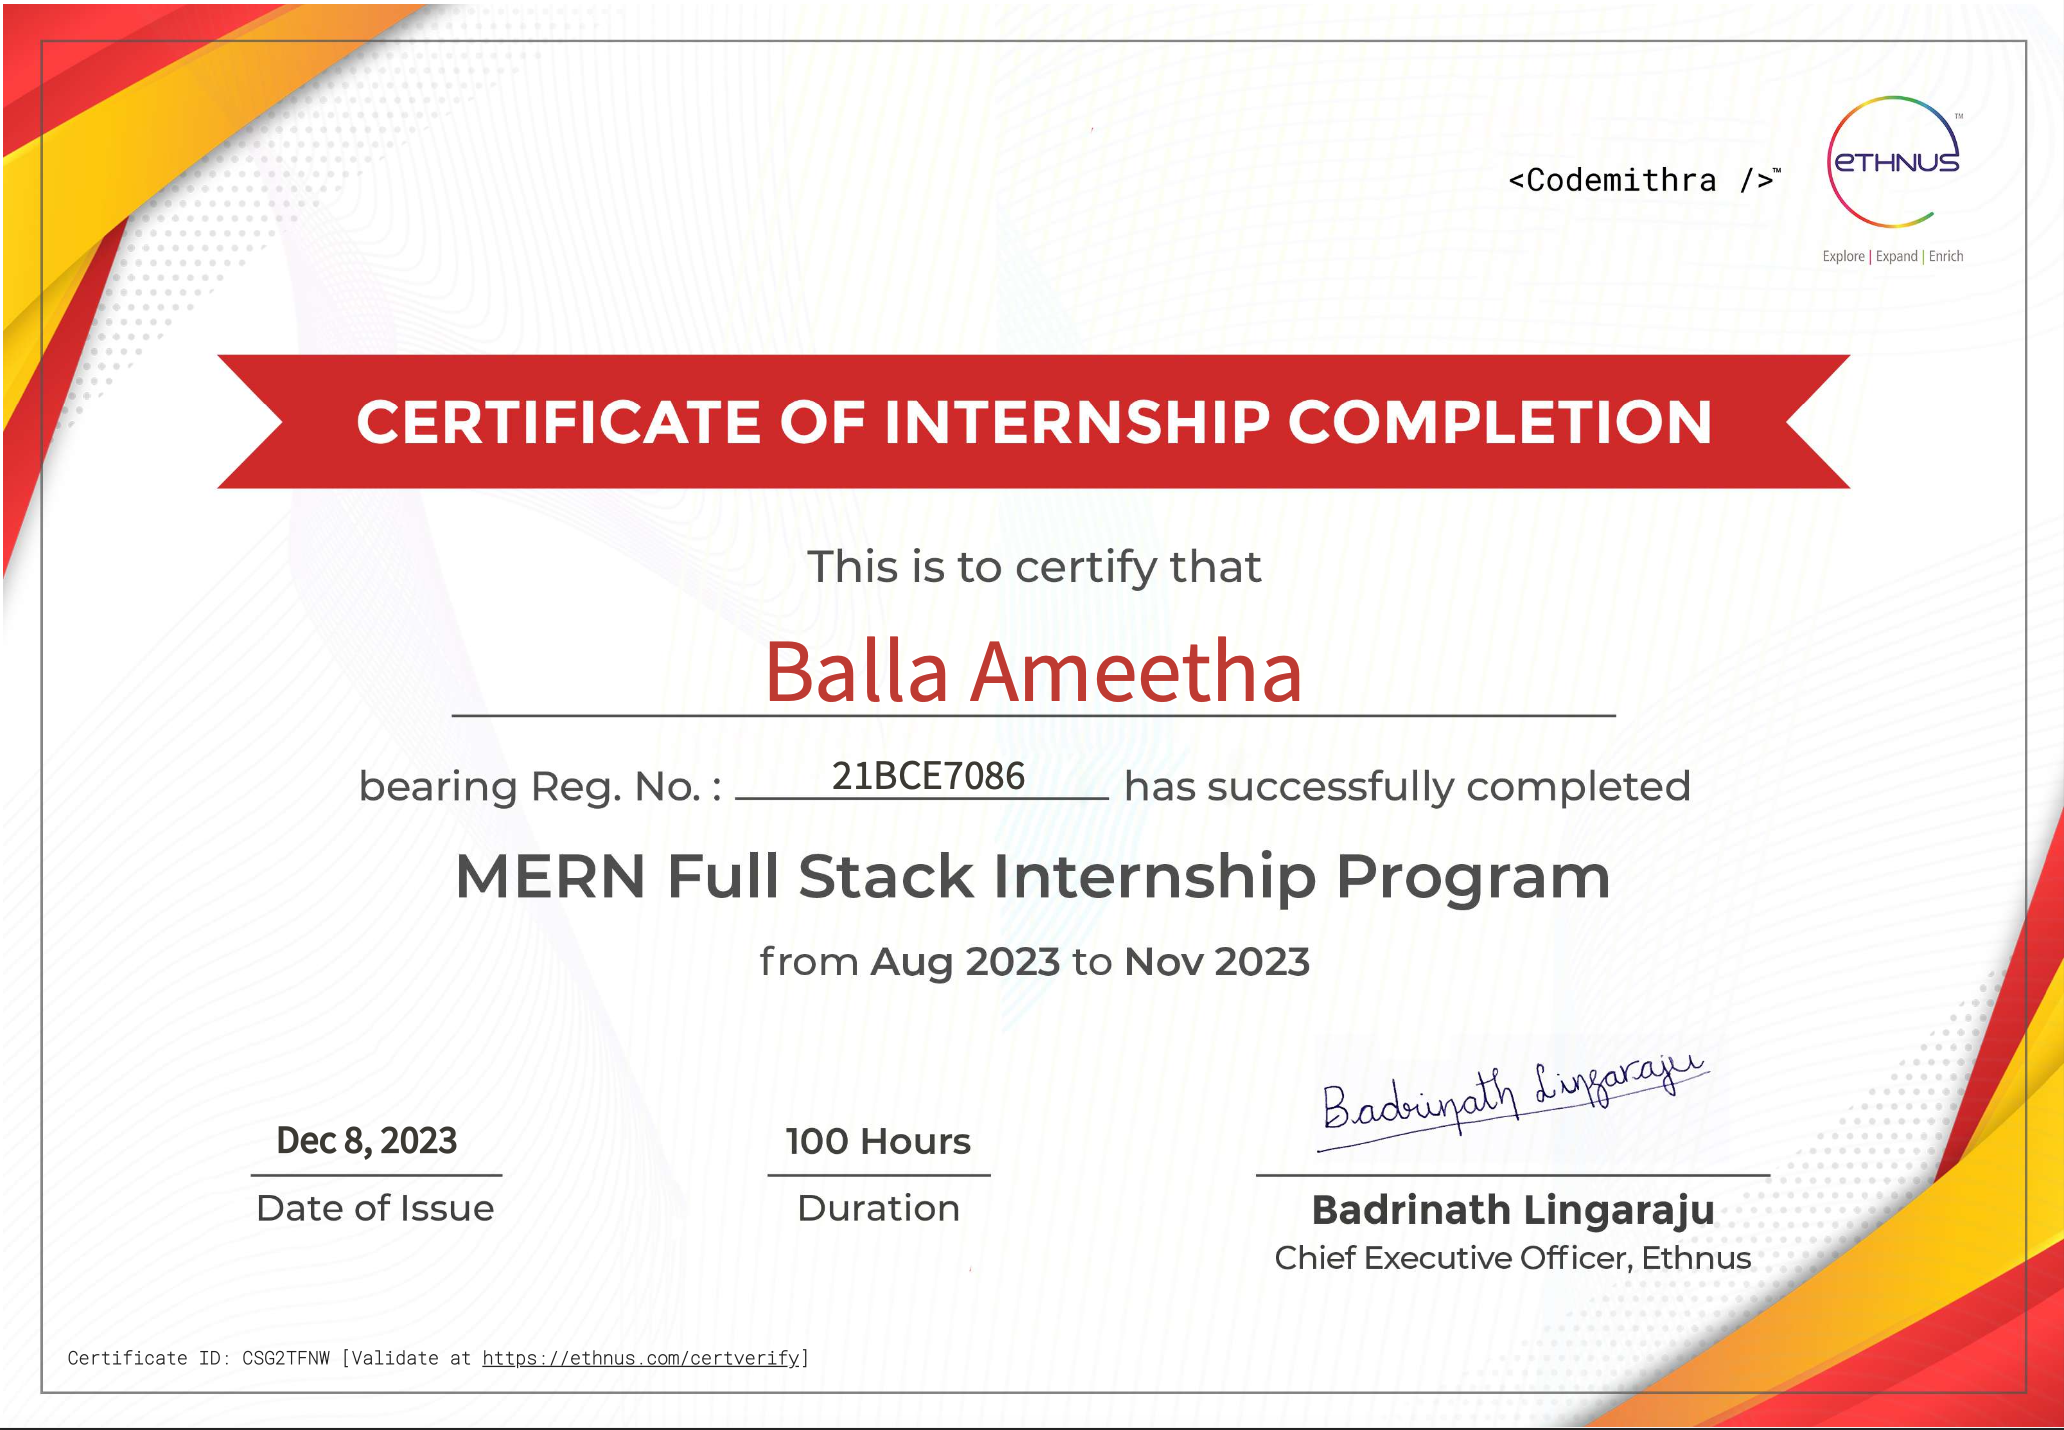 <Codemithra />™
eTHNUS™
Explore | Expand | Enrich
CERTIFICATE OF INTERNSHIP COMPLETION
This is to certify that
Balla Ameetha
bearing Reg. No. : 21BCE7086 has successfully completed
MERN Full Stack Internship Program
from Aug 2023 to Nov 2023
Badrinath Lingaraju
Dec 8, 2023
Date of Issue
100 Hours
Duration
Badrinath Lingaraju
Chief Executive Officer, Ethnus
Certificate ID: CSG2TFNW [Validate at https://ethnus.com/certverify]